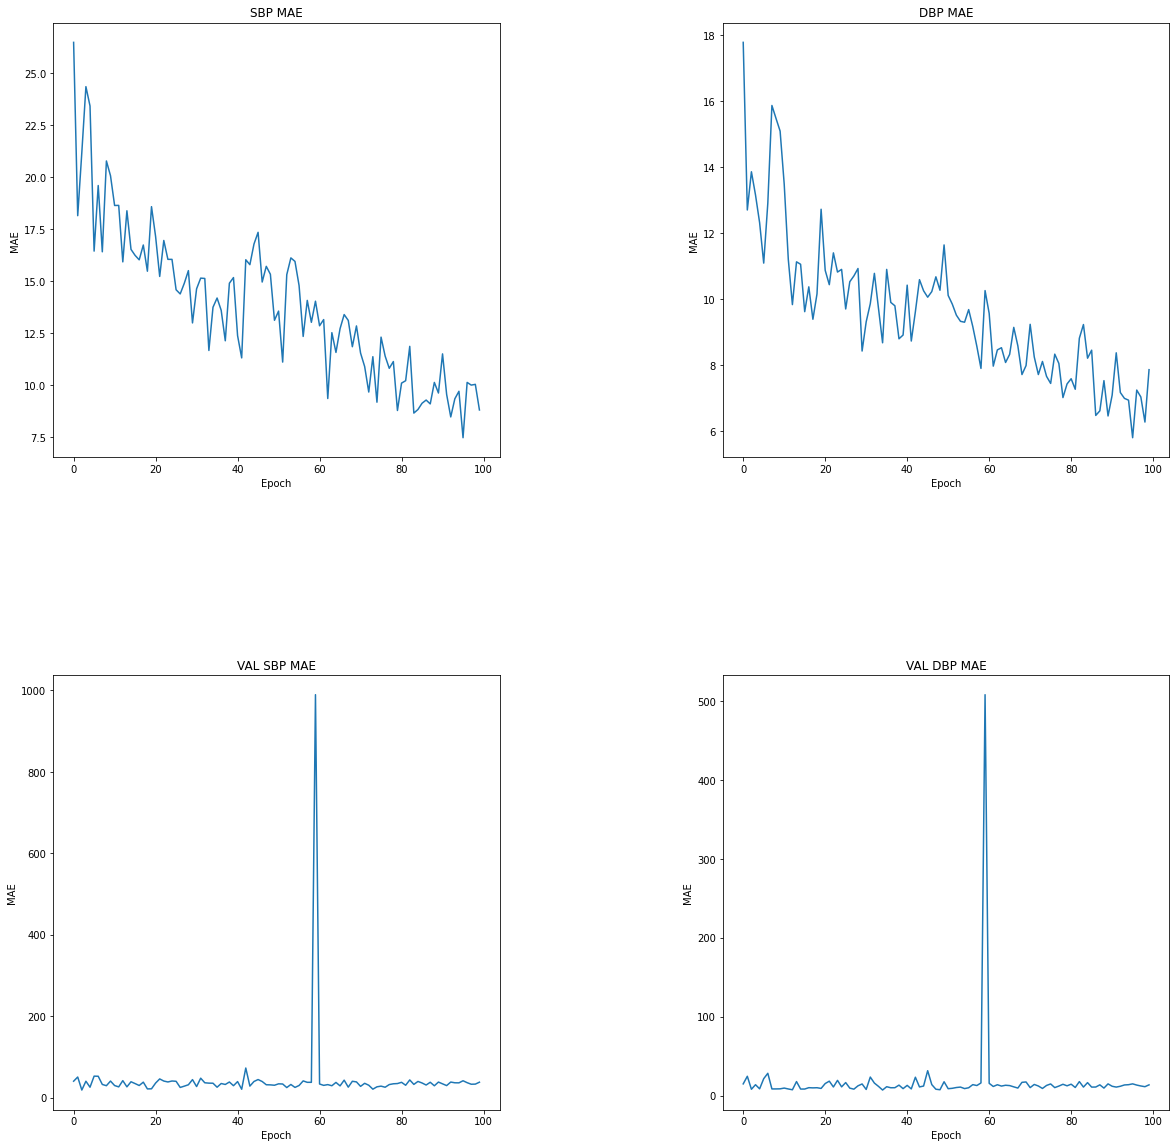 SBP MAE
25.0
22.5
20.0
17.5
15.0
12.5
10.0
7.5
MAE
0 20 40 60 80 100
Epoch
DBP MAE
18
16
14
12
10
8
6
MAE
0 20 40 60 80 100
Epoch
VAL SBP MAE
1000
800
600
400
200
0
MAE
0 20 40 60 80 100
Epoch
VAL DBP MAE
500
400
300
200
100
0
MAE
0 20 40 60 80 100
Epoch